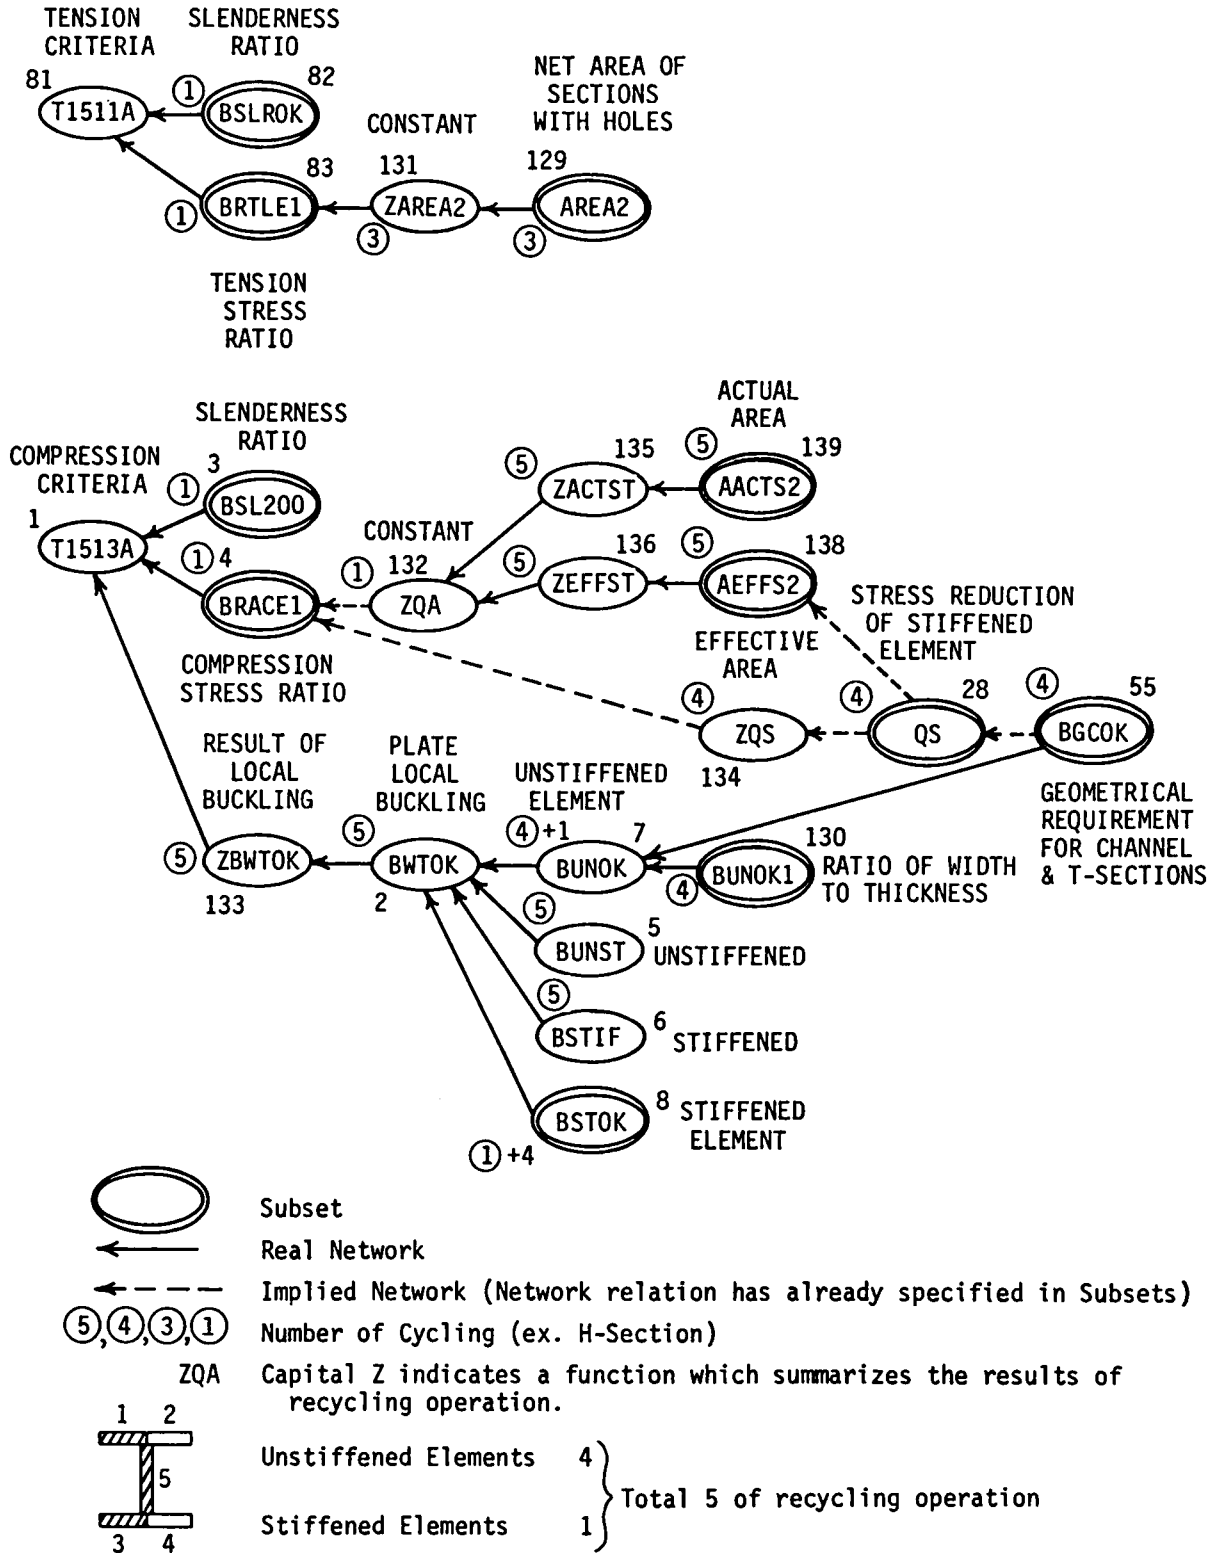 TENSION
CRITERIA
SLENDERNESS
RATIO
81
T1511A
1
82
BSLROK
NET AREA OF
SECTIONS
WITH HOLES
CONSTANT
83
131
129
BRTLE1
ZAREA2
AREA2
1
3
3
TENSION
STRESS
RATIO
ACTUAL
AREA
SLENDERNESS
RATIO
COMPRESSION
CRITERIA
3
1
BSL200
5
135
5
139
ZACTST
AACTS2
1
T1513A
CONSTANT
1 4
1
132
5
136
5
138
BRACE1
ZQA
ZEFFST
AEFFS2
STRESS REDUCTION
OF STIFFENED
ELEMENT
EFFECTIVE
AREA
COMPRESSION
STRESS RATIO
4
4
28
4
55
ZQS
QS
BGCOK
134
RESULT OF
LOCAL
BUCKLING
PLATE
LOCAL
BUCKLING
UNSTIFFENED
ELEMENT
GEOMETRICAL
REQUIREMENT
FOR CHANNEL
& T-SECTIONS
5
4 +1
7
130
5
ZBWTOK
BWTOK
BUNOK
BUNOK1
RATIO OF WIDTH
TO THICKNESS
133
2
4
5
5
BUNST
UNSTIFFENED
5
6
BSTIF
STIFFENED
8
BSTOK
STIFFENED
ELEMENT
1 +4
Subset
Real Network
Implied Network (Network relation has already specified in Subsets)
5,4,3,1 Number of Cycling (ex. H-Section)
ZQA Capital Z indicates a function which summarizes the results of
recycling operation.
1 2
5
3 4
Unstiffened Elements 4
Total 5 of recycling operation
Stiffened Elements 1